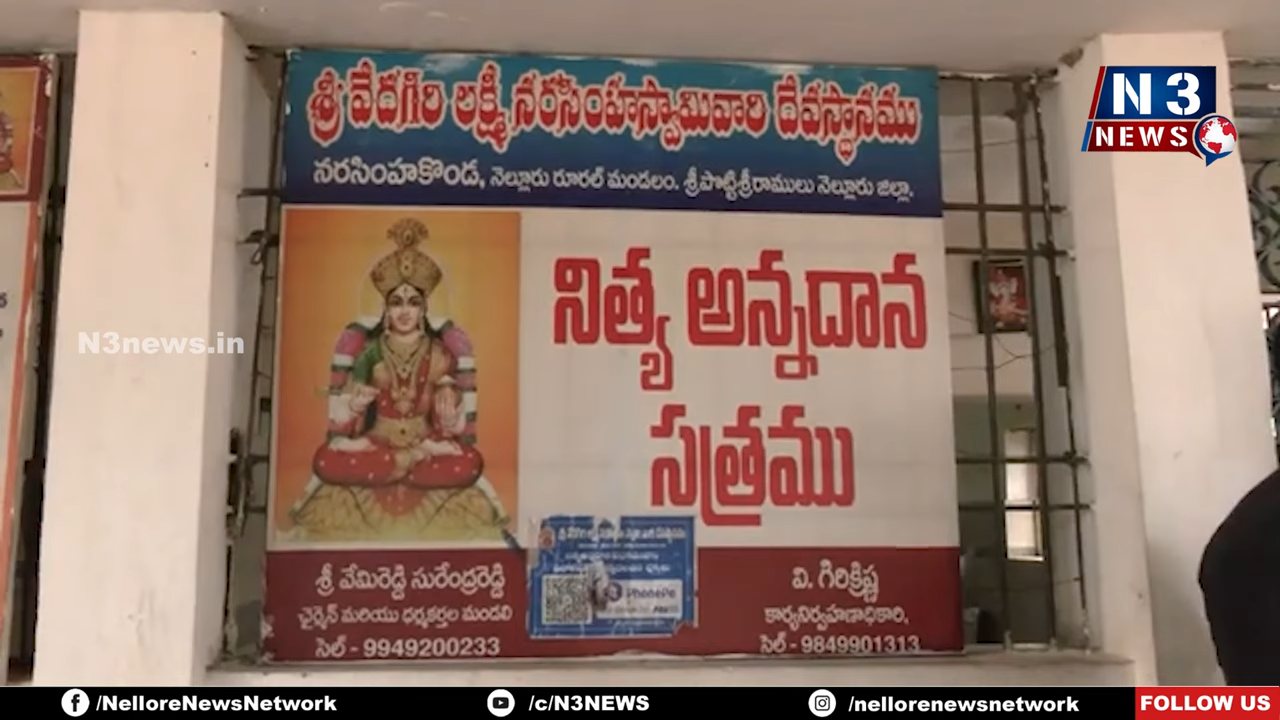 శ్రీ వేదగిరి లక్ష్మీనరసింహస్వామివారి దేవస్థానము
నరసింహకొండ, నెల్లూరు రూరల్ మండలం. శ్రీపొట్టిశ్రీరాములు నెల్లూరు జిల్లా.
N3
NEWS
N3news.in
నిత్య అన్నదాన
సత్రము
శ్రీ వేమిరెడ్డి సురేంద్రరెడ్డి
ఛైర్మెన్ మరియు ధర్మకర్తల మండలి
సెల్ - 9949200233
PhonePe
వి. గిరిక్రిష్ణ
కార్యనిర్వహణాధికారి,
సెల్ - 9849901313
/NelloreNewsNetwork
/c/N3NEWS
/nellorenewsnetwork
FOLLOW US